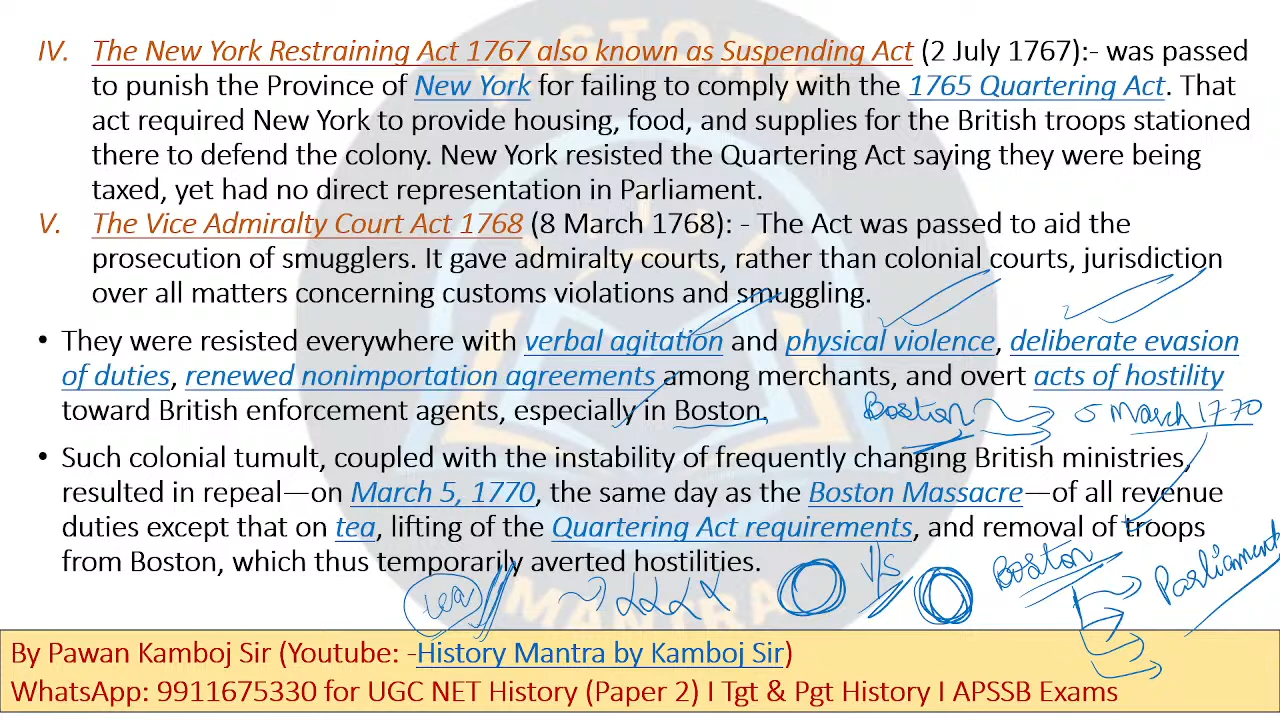 IV. The New York Restraining Act 1767 also known as Suspending Act (2 July 1767):- was passed
to punish the Province of New York for failing to comply with the 1765 Quartering Act. That
act required New York to provide housing, food, and supplies for the British troops stationed
there to defend the colony. New York resisted the Quartering Act saying they were being
taxed, yet had no direct representation in Parliament.
V. The Vice Admiralty Court Act 1768 (8 March 1768): - The Act was passed to aid the
prosecution of smugglers. It gave admiralty courts, rather than colonial courts, jurisdiction
over all matters concerning customs violations and smuggling.
• They were resisted everywhere with verbal agitation and physical violence, deliberate evasion
of duties, renewed nonimportation agreements among merchants, and overt acts of hostility
toward British enforcement agents, especially in Boston.
Boston 5 March 1770
• Such colonial tumult, coupled with the instability of frequently changing British ministries,
resulted in repeal—on March 5, 1770, the same day as the Boston Massacre—of all revenue
duties except that on tea, lifting of the Quartering Act requirements, and removal of troops
from Boston, which thus temporarily averted hostilities.
tea V/s Boston Parliament
HISTORY
MANTRA
By Pawan Kamboj Sir (Youtube: -History Mantra by Kamboj Sir)
WhatsApp: 9911675330 for UGC NET History (Paper 2) I Tgt & Pgt History I APSSB Exams